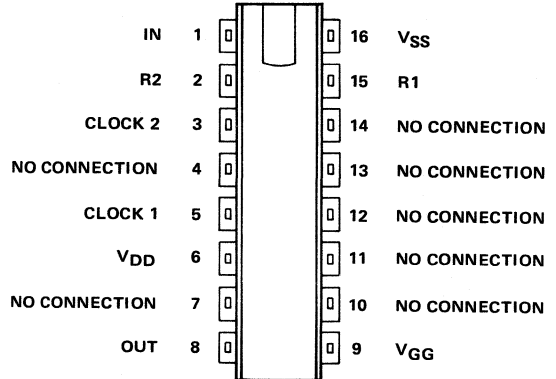 IN 1 16 VSS
R2 2 15 R1
CLOCK 2 3 14 NO CONNECTION
NO CONNECTION 4 13 NO CONNECTION
CLOCK 1 5 12 NO CONNECTION
VDD 6 11 NO CONNECTION
NO CONNECTION 7 10 NO CONNECTION
OUT 8 9 VGG